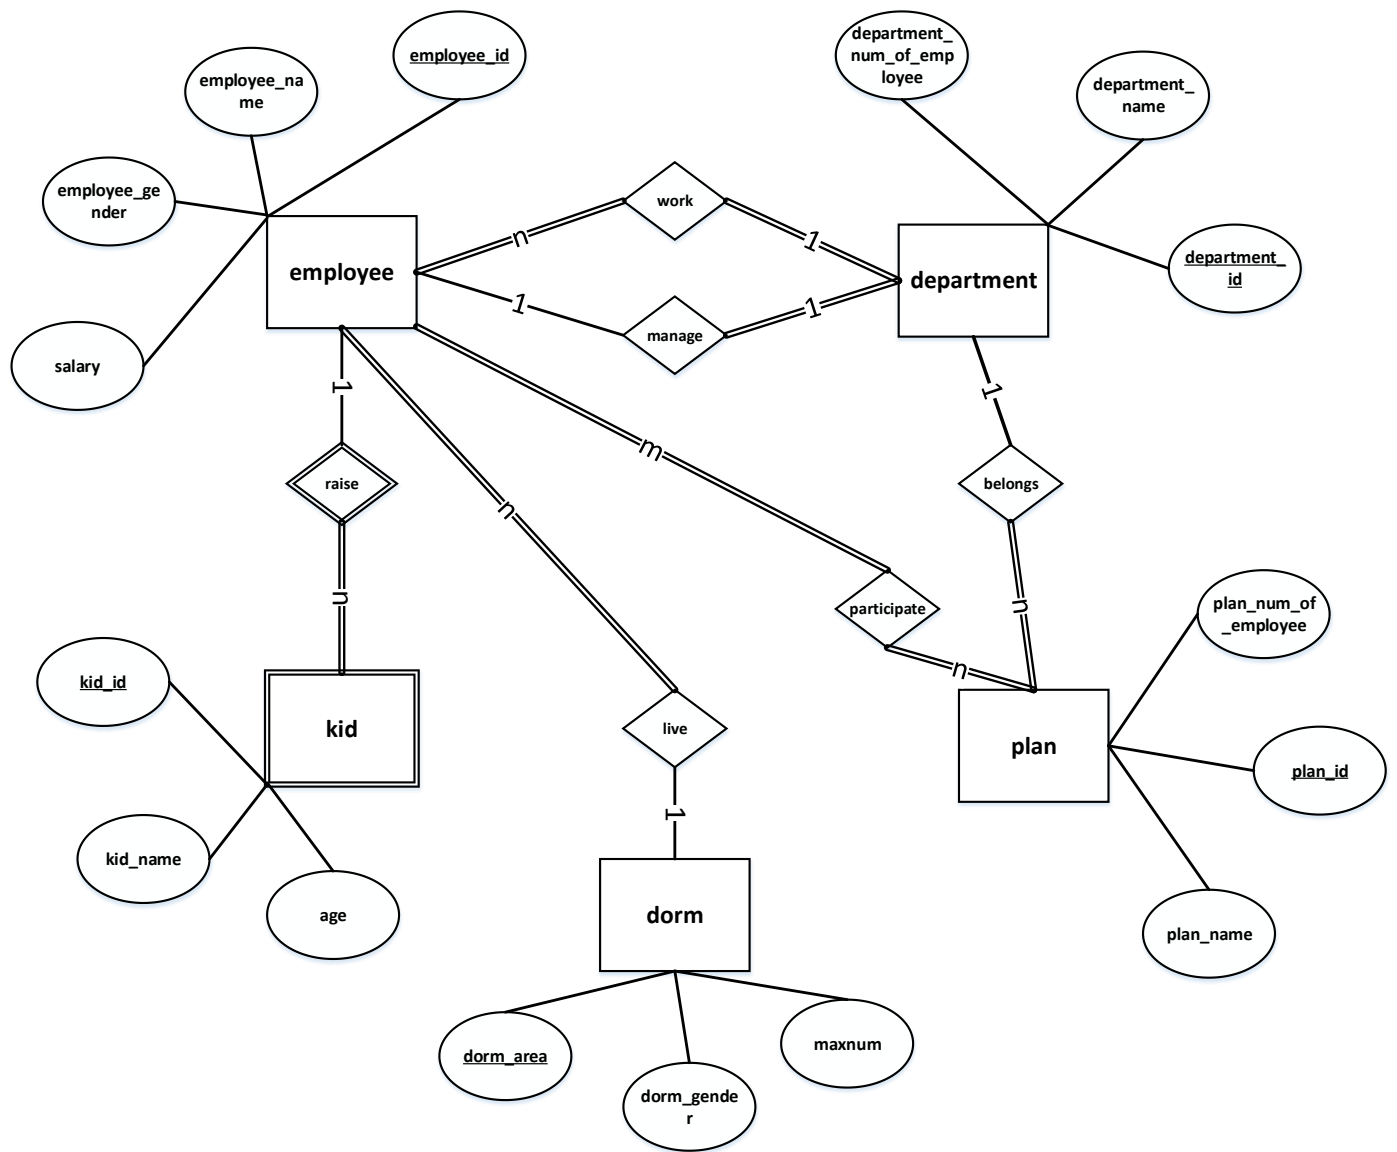 employee_id
department_
num_of_emp
loyee
employee_na
me
department_
name
employee_ge
nder
work
n
1
employee
department
department_
id
1
1
manage
salary
1
1
m
raise
belongs
n
n
n
participate
plan_num_of
_employee
n
kid_id
kid
live
plan
plan_id
1
kid_name
age
dorm
plan_name
dorm_area
maxnum
dorm_gende
r